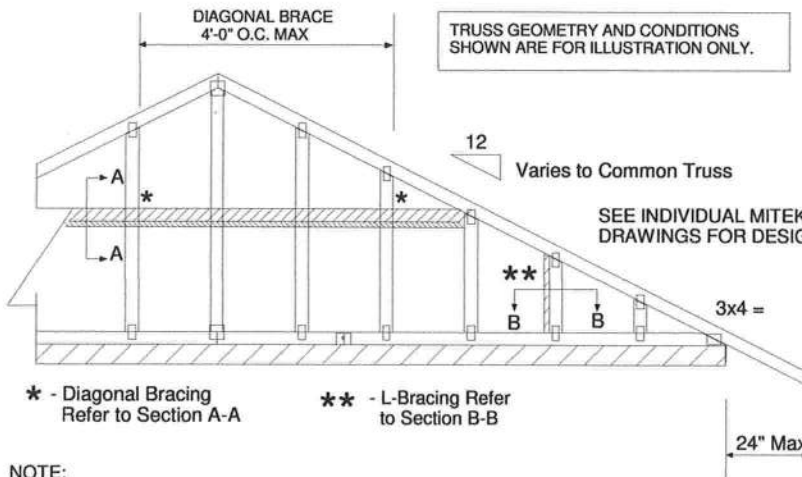 DIAGONAL BRACE
4'-0" O.C. MAX
TRUSS GEOMETRY AND CONDITIONS
SHOWN ARE FOR ILLUSTRATION ONLY.
12
Varies to Common Truss
A
*
*
SEE INDIVIDUAL MITEK
DRAWINGS FOR DESIG
A
**
B
B
3x4 =
* - Diagonal Bracing
Refer to Section A-A
** - L-Bracing Refer
to Section B-B
24" Max
NOTE: